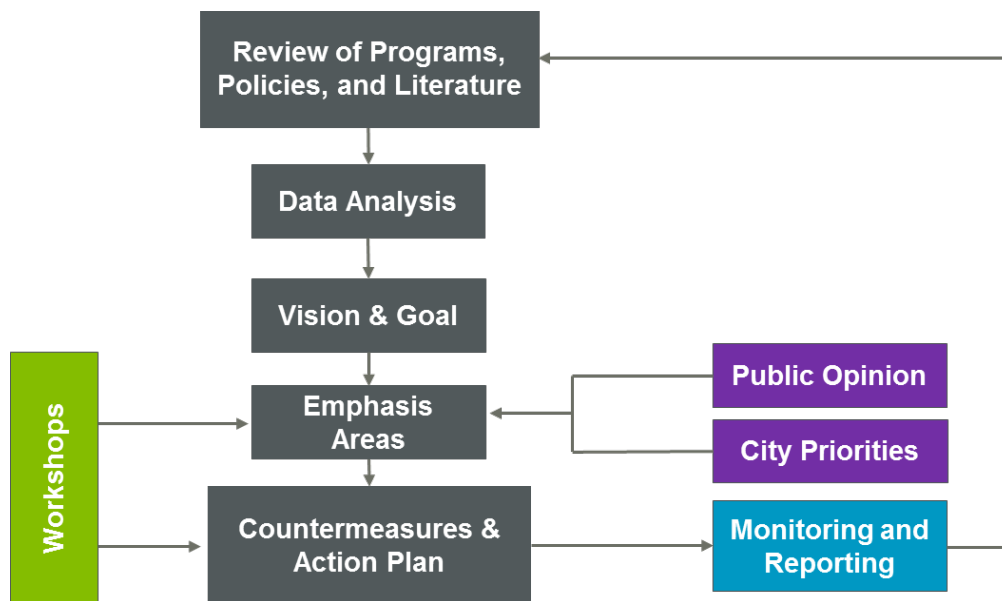 Review of Programs,
Policies, and Literature
Data Analysis
Vision & Goal
Emphasis
Areas
Countermeasures &
Action Plan
Workshops
Public Opinion
City Priorities
Monitoring and
Reporting